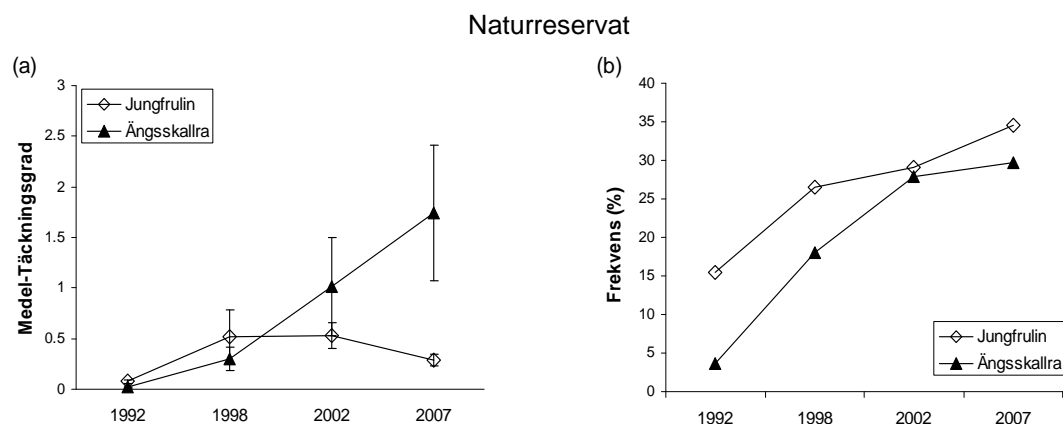 Naturreservat
(a)
Medel-Täckningsgrad
3
2.5
2
1.5
1
0.5
0
Jungfrulin
Ängsskallra
1992 1998 2002 2007
(b)
Frekvens (%)
40
35
30
25
20
15
10
5
0
Jungfrulin
Ängsskallra
1992 1998 2002 2007